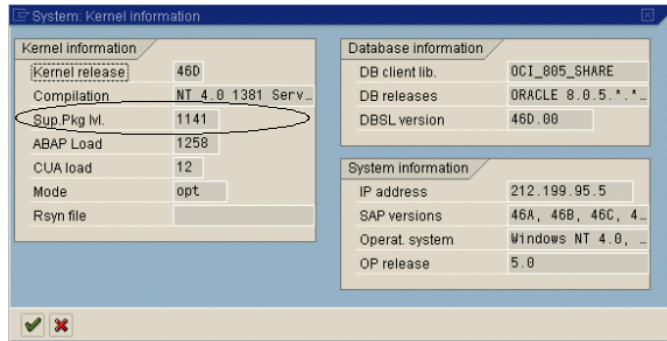 System: Kernel information
Kernel information
Kernel release 46D
Compilation NT 4.0 1381 Serv…
Sup.Pkg lvl. 1141
ABAP Load 1258
CUA load 12
Mode opt
Rsyn file
Database information
DB client lib. OCI_805_SHARE
DB releases ORACLE 8.0.5.*.*…
DBSL version 46D.00
System information
IP address 212.199.95.5
SAP versions 46A, 46B, 46C, 4…
Operat. system Windows NT 4.0, …
OP release 5.0